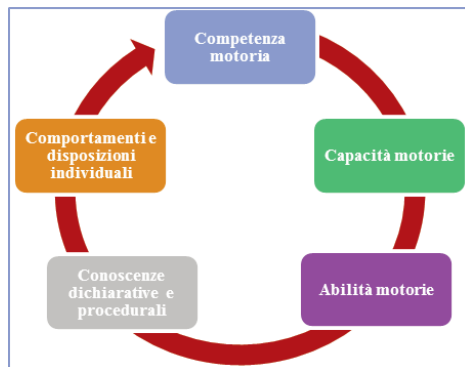 Competenza
motoria
Capacità motorie
Abilità motorie
Conoscenze
dichiarative e
procedurali
Comportamenti e
disposizioni
individuali